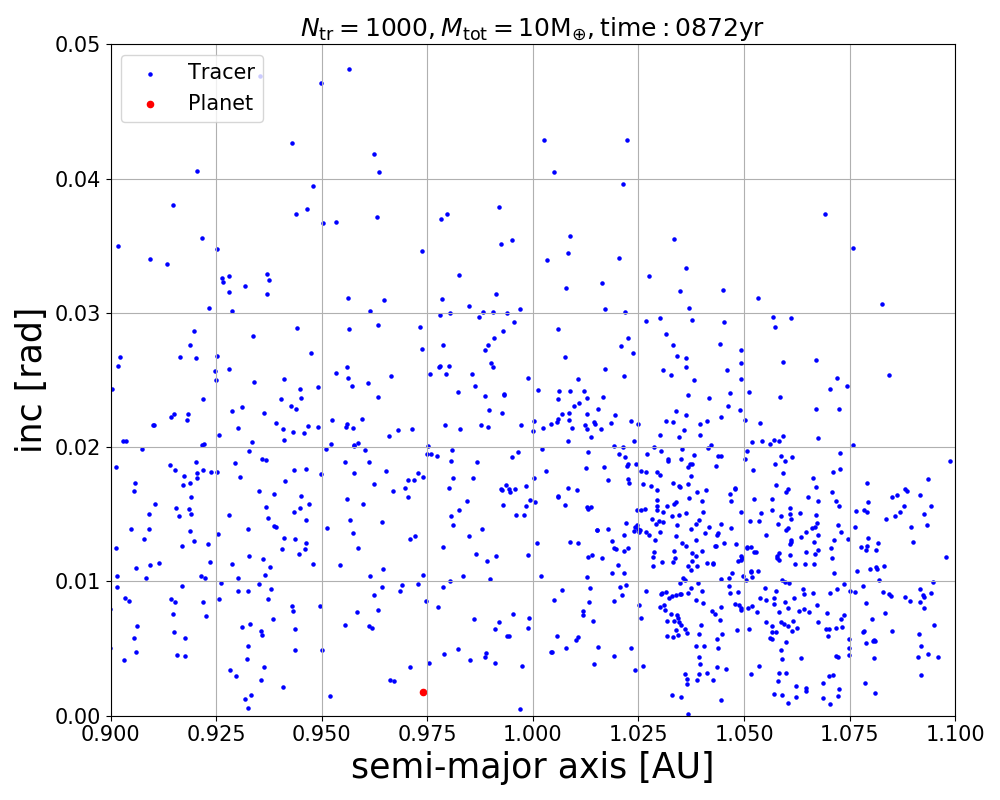 N_tr = 1000, M_tot = 10M_⊕, time : 0872yr
Tracer
Planet
0.05
0.04
0.03
0.02
0.01
0.00
inc [rad]
0.900 0.925 0.950 0.975 1.000 1.025 1.050 1.075 1.100
semi-major axis [AU]